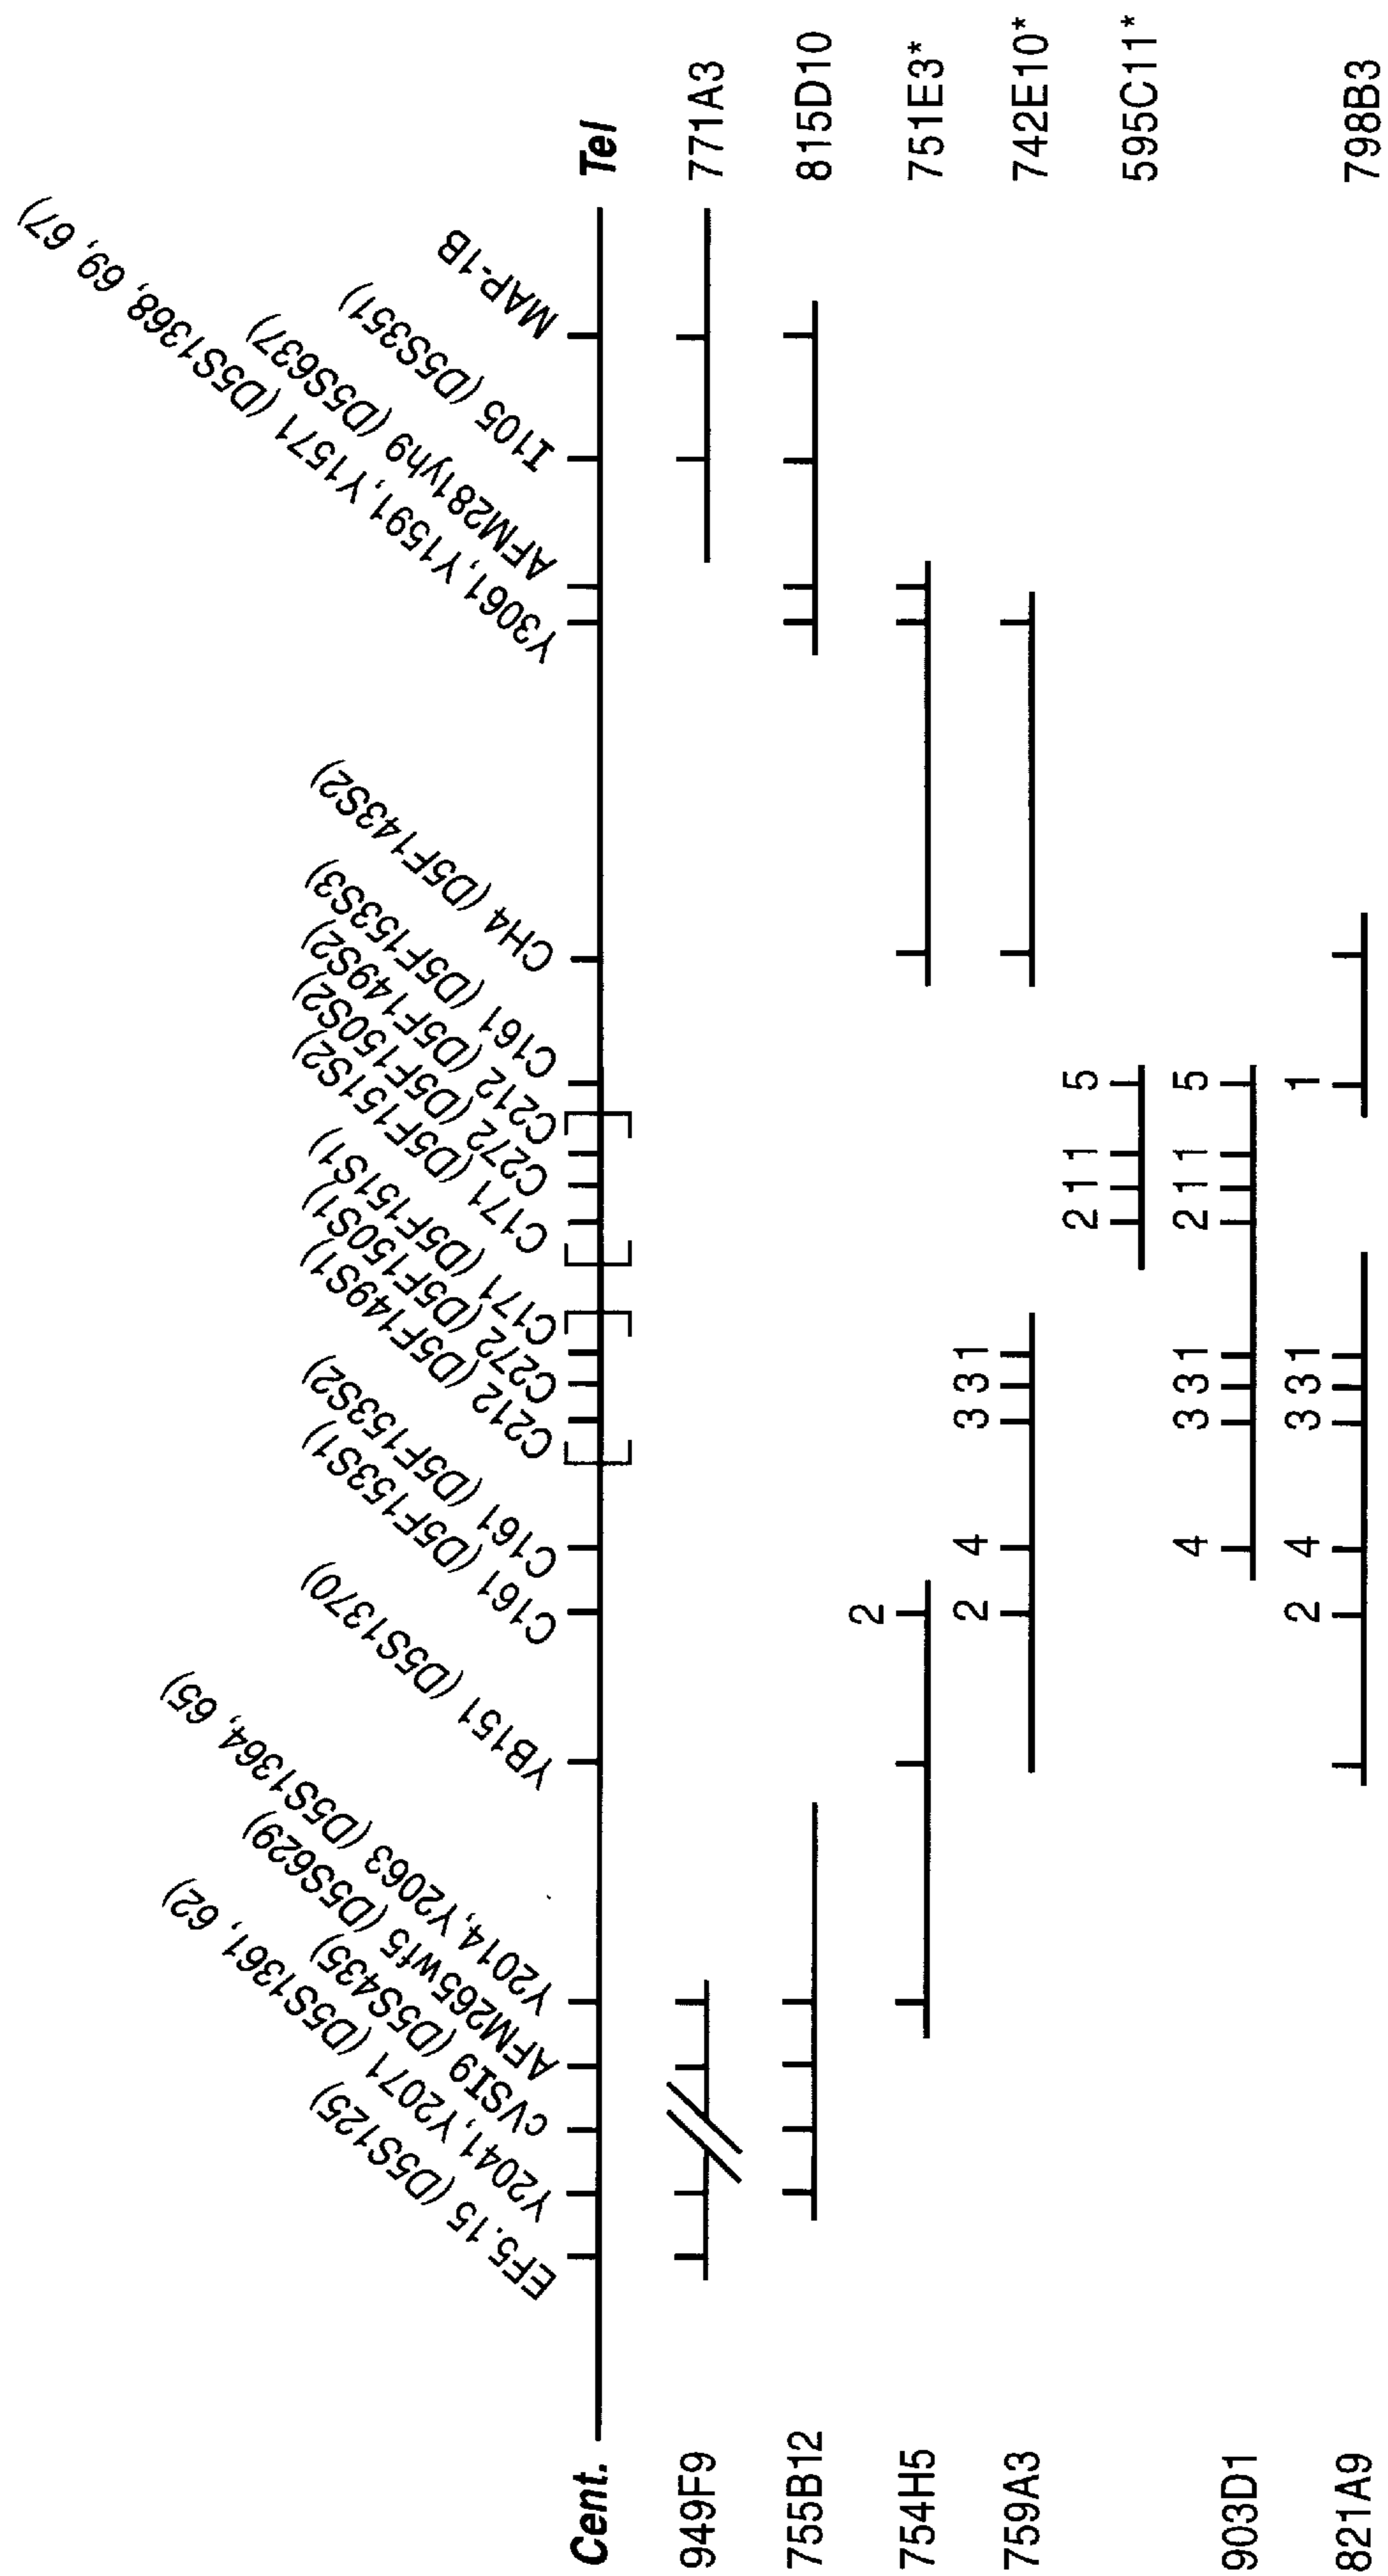 EF5.15 (D5S125)
Y2041, Y2071 (D5S1361, 62)
cVSI9 (D5S435)
AFM265wf5 (D5S629)
Y2014, Y2063 (D5S1364, 65)
YB151 (D5S1370)
C161 (D5F153S1)
C161 (D5F153S2)
C212 (D5F149S1)
C272 (D5F150S1)
C171 (D5F151S1)
C171 (D5F151S2)
C272 (D5F150S2)
C212 (D5F149S2)
C161 (D5F153S3)
CH4 (D5F143S2)
Y3061, Y1591, Y1571 (D5S1368, 69, 67)
AFM281yh9 (D5S637)
I105 (D5S351)
MAP-1B
Cent. Tel
949F9 771A3
755B12 815D10
2
754H5 751E3*
2 4 3 3 1
759A3 742E10*
2 1 1 5
595C11*
4 3 3 1 2 1 1 5
903D1
2 4 3 3 1 1
821A9 798B3